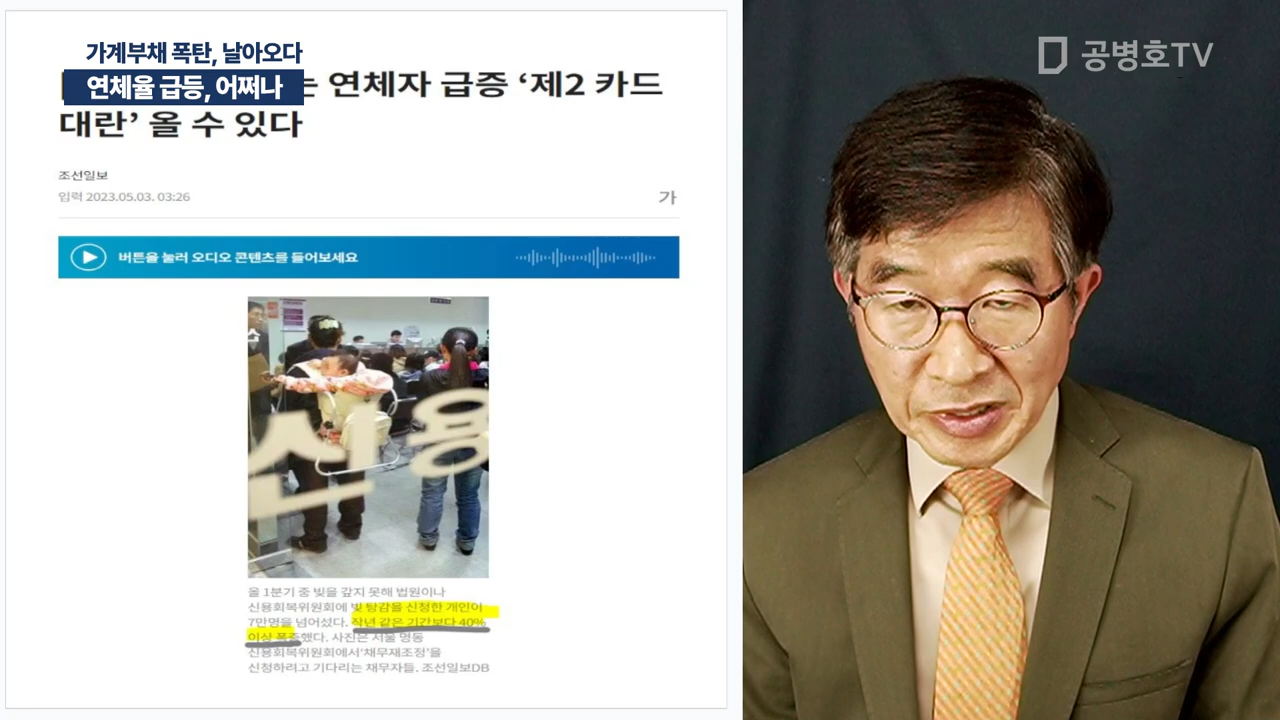 가계부채 폭탄, 날아오다
연체율 급등, 어쩌나
는 연체자 급증 ‘제2 카드
대란’ 올 수 있다
조선일보
입력 2023.05.03. 03:26
가
버튼을 눌러 오디오 콘텐츠를 들어보세요
신용
올 1분기 중 빚을 갚지 못해 법원이나
신용회복위원회에 빚 탕감을 신청한 개인이
7만명을 넘어섰다. 작년 같은 기간보다 40%
이상 폭증했다. 사진은 서울 명동
신용회복위원회에서‘채무재조정’을
신청하려고 기다리는 채무자들. 조선일보DB
공병호TV